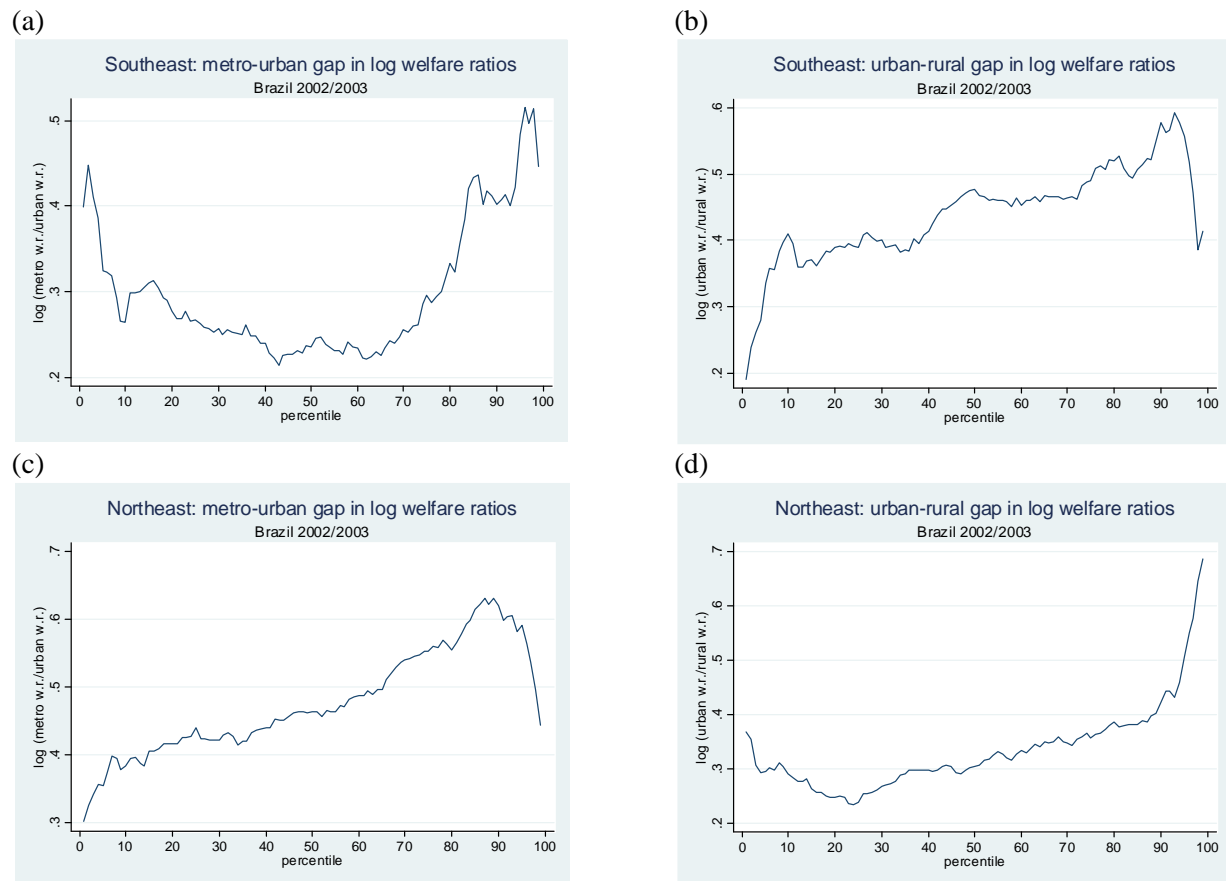 (a)
Southeast: metro-urban gap in log welfare ratios
Brazil 2002/2003
log (metro w.r./urban w.r.)
.5
.4
.3
.2
0 10 20 30 40 50 60 70 80 90 100
percentile
(b)
Southeast: urban-rural gap in log welfare ratios
Brazil 2002/2003
log (urban w.r./rural w.r.)
.6
.5
.4
.3
.2
0 10 20 30 40 50 60 70 80 90 100
percentile
(c)
Northeast: metro-urban gap in log welfare ratios
Brazil 2002/2003
log (metro w.r./urban w.r.)
.7
.6
.5
.4
.3
0 10 20 30 40 50 60 70 80 90 100
percentile
(d)
Northeast: urban-rural gap in log welfare ratios
Brazil 2002/2003
log (urban w.r./rural w.r.)
.7
.6
.5
.4
.3
.2
0 10 20 30 40 50 60 70 80 90 100
percentile